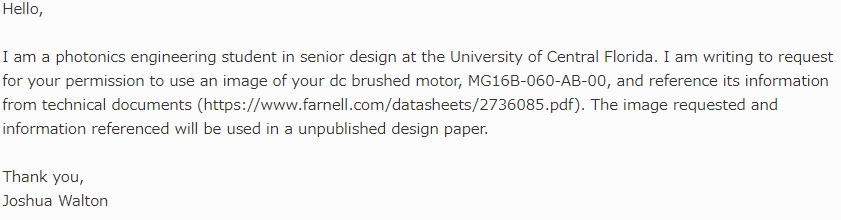 Hello,
I am a photonics engineering student in senior design at the University of Central Florida. I am writing to request
for your permission to use an image of your dc brushed motor, MG16B-060-AB-00, and reference its information
from technical documents (https://www.farnell.com/datasheets/2736085.pdf). The image requested and
information referenced will be used in a unpublished design paper.
Thank you,
Joshua Walton